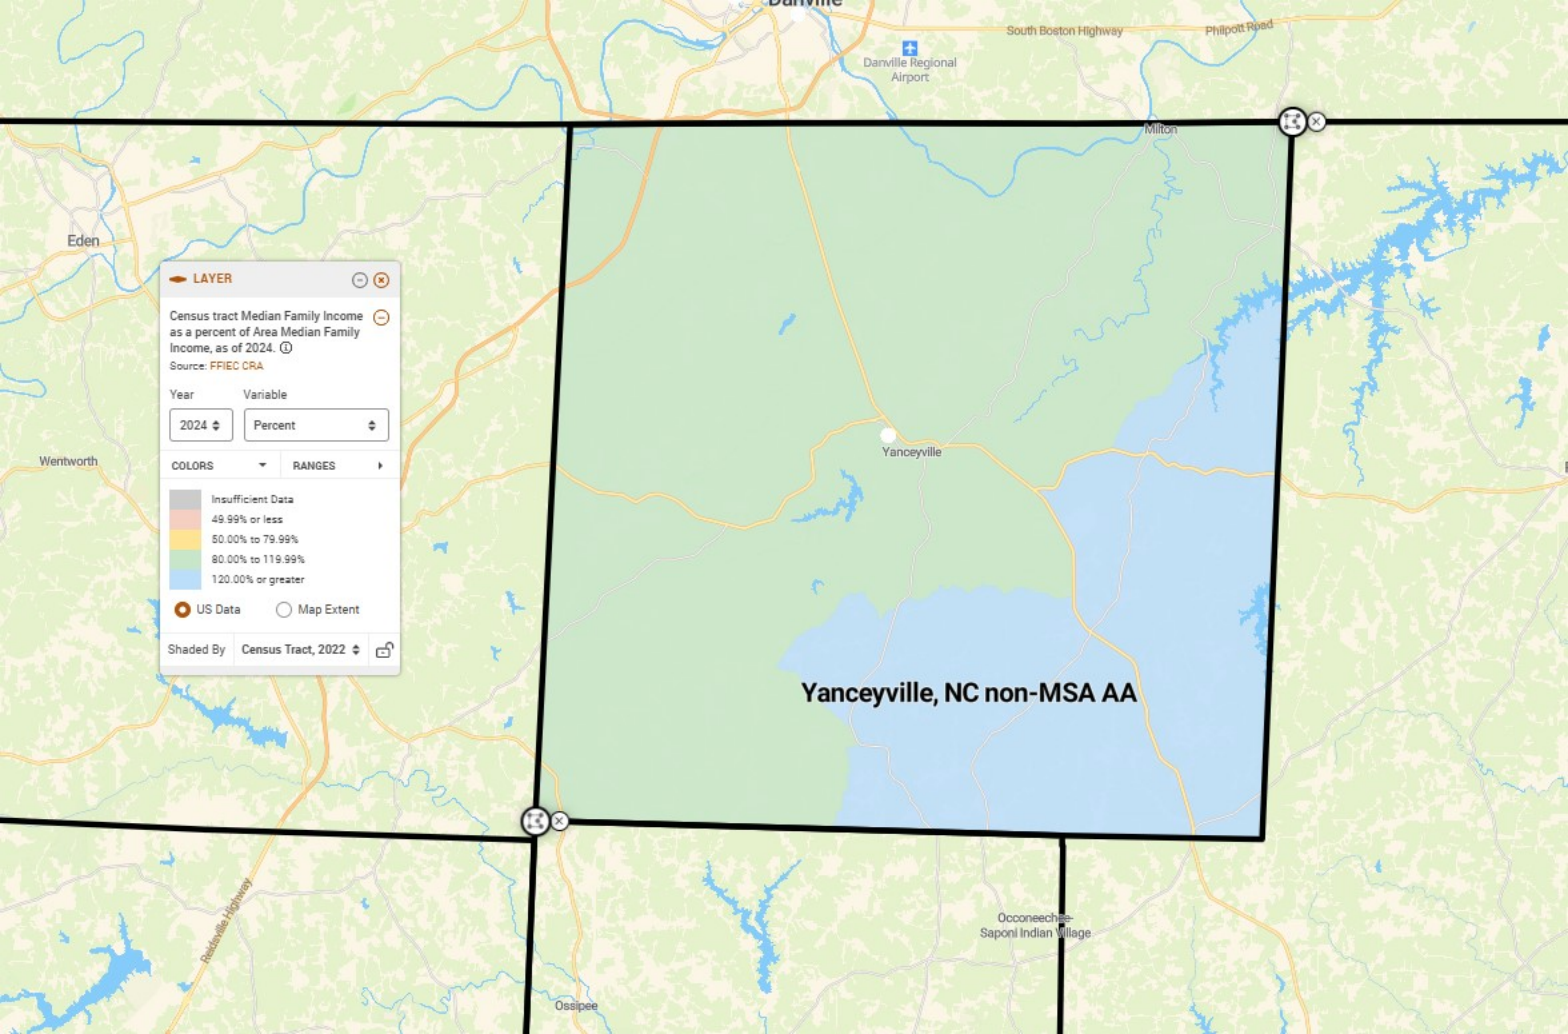 Danville
South Boston Highway
Philpott Road
Danville Regional
Airport
Milton
Eden
LAYER
Census tract Median Family Income
as a percent of Area Median Family
Income, as of 2024.
Source: FFIEC CRA
Year
Variable
2024
Percent
COLORS
RANGES
Insufficient Data
49.99% or less
50.00% to 79.99%
80.00% to 119.99%
120.00% or greater
US Data
Map Extent
Shaded By
Census Tract, 2022
Wentworth
Yanceyville
Yanceyville, NC non-MSA AA
Reidsville Highway
Occoneechee-
Saponi Indian Village
Ossipee